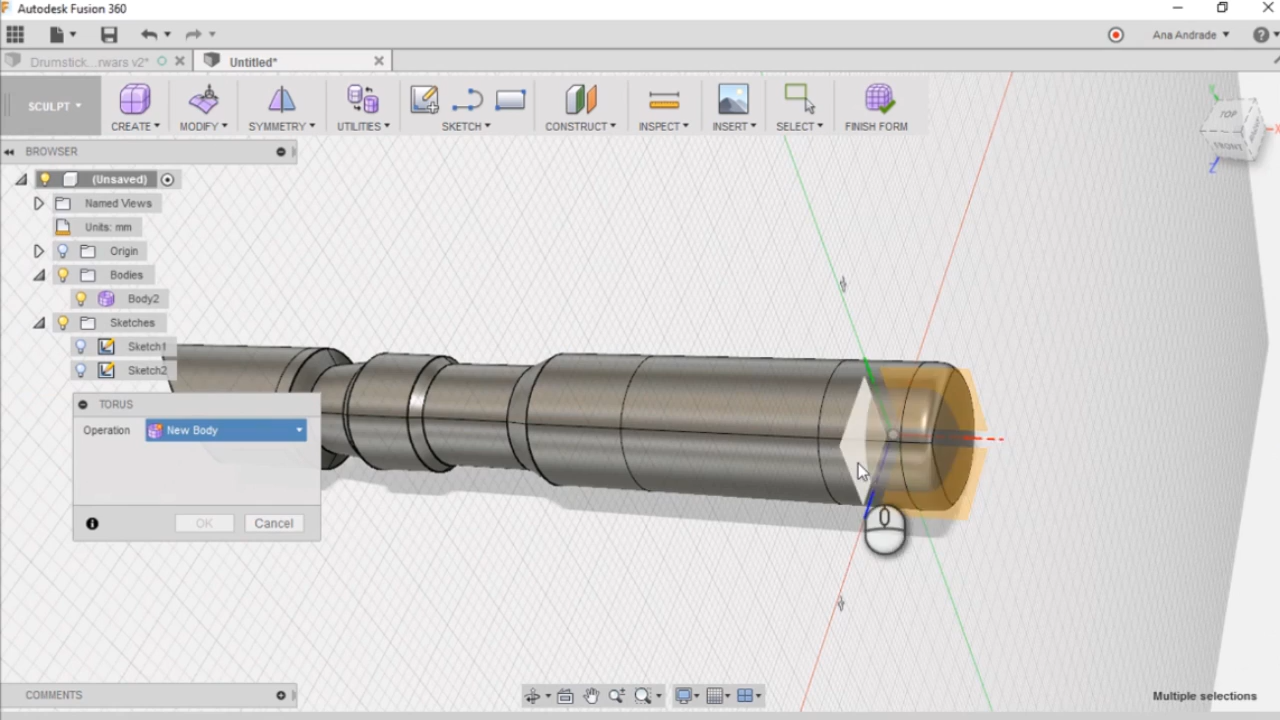 Autodesk Fusion 360
Ana Andrade
Drumstick....rwars v2*
Untitled*
SCULPT
CREATE
MODIFY
SYMMETRY
UTILITIES
SKETCH
CONSTRUCT
INSPECT
INSERT
SELECT
FINISH FORM
BROWSER
(Unsaved)
Named Views
Units: mm
Origin
Bodies
Body2
Sketches
Sketch1
Sketch2
TORUS
Operation
New Body
OK
Cancel
TOP
FRONT
X
Z
COMMENTS
Multiple selections